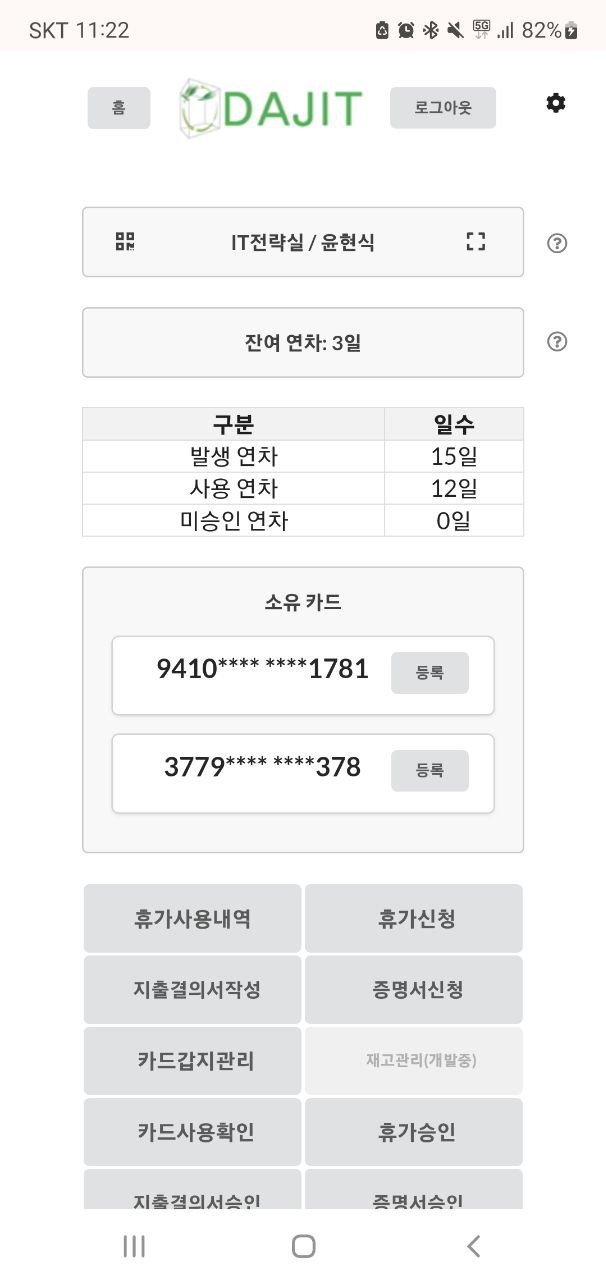 SKT 11:22 5G 82%
홈 DAJIT 로그아웃
IT전략실 / 윤현식 ?
잔여 연차: 3일 ?
구분 일수
발생 연차 15일
사용 연차 12일
미승인 연차 0일
소유 카드
9410**** ****1781 등록
3779**** ****378 등록
휴가사용내역 휴가신청
지출결의서작성 증명서신청
카드갑지관리 재고관리(개발중)
카드사용확인 휴가승인
지출결의서승인 증명서승인